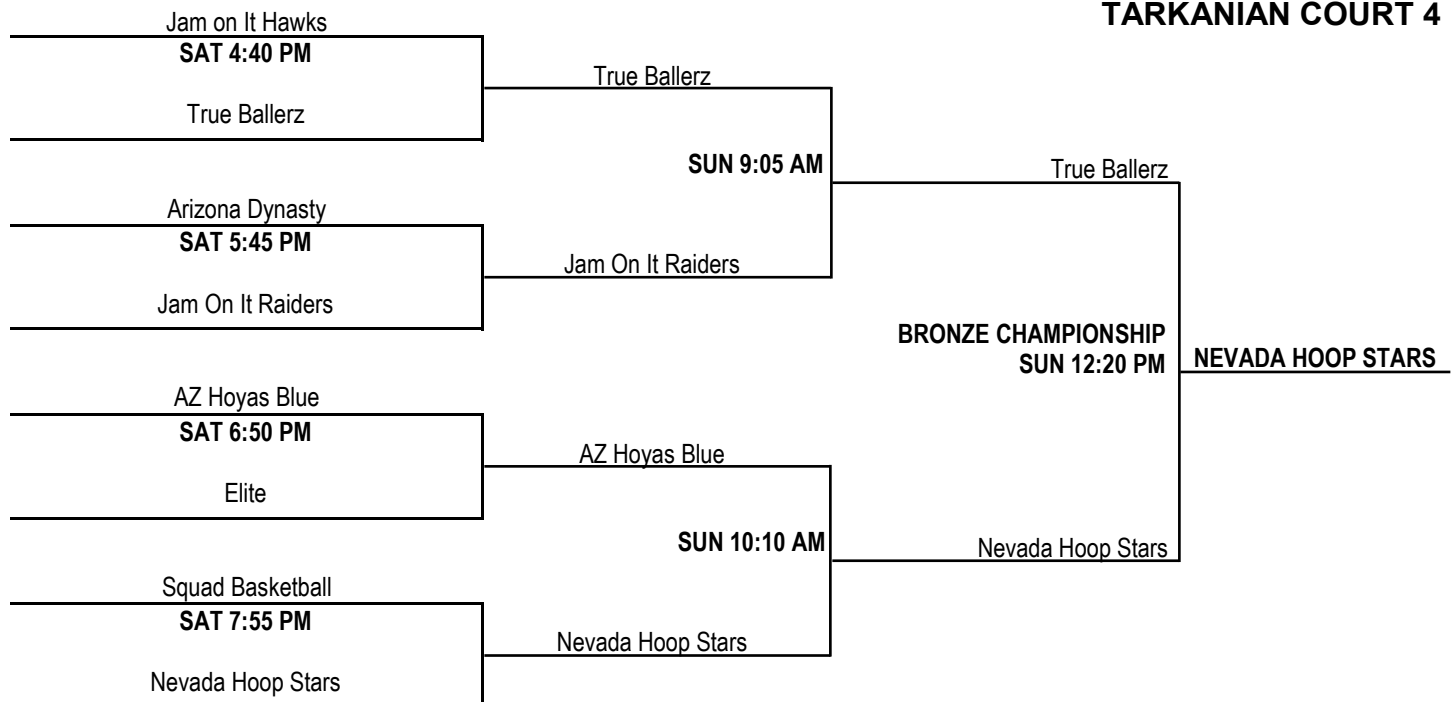 TARKANIAN COURT 4
Jam on It Hawks
SAT 4:40 PM
True Ballerz
True Ballerz
SUN 9:05 AM
True Ballerz
Arizona Dynasty
SAT 5:45 PM
Jam On It Raiders
Jam On It Raiders
BRONZE CHAMPIONSHIP
SUN 12:20 PM
NEVADA HOOP STARS
AZ Hoyas Blue
SAT 6:50 PM
AZ Hoyas Blue
Elite
SUN 10:10 AM
Nevada Hoop Stars
Squad Basketball
SAT 7:55 PM
Nevada Hoop Stars
Nevada Hoop Stars